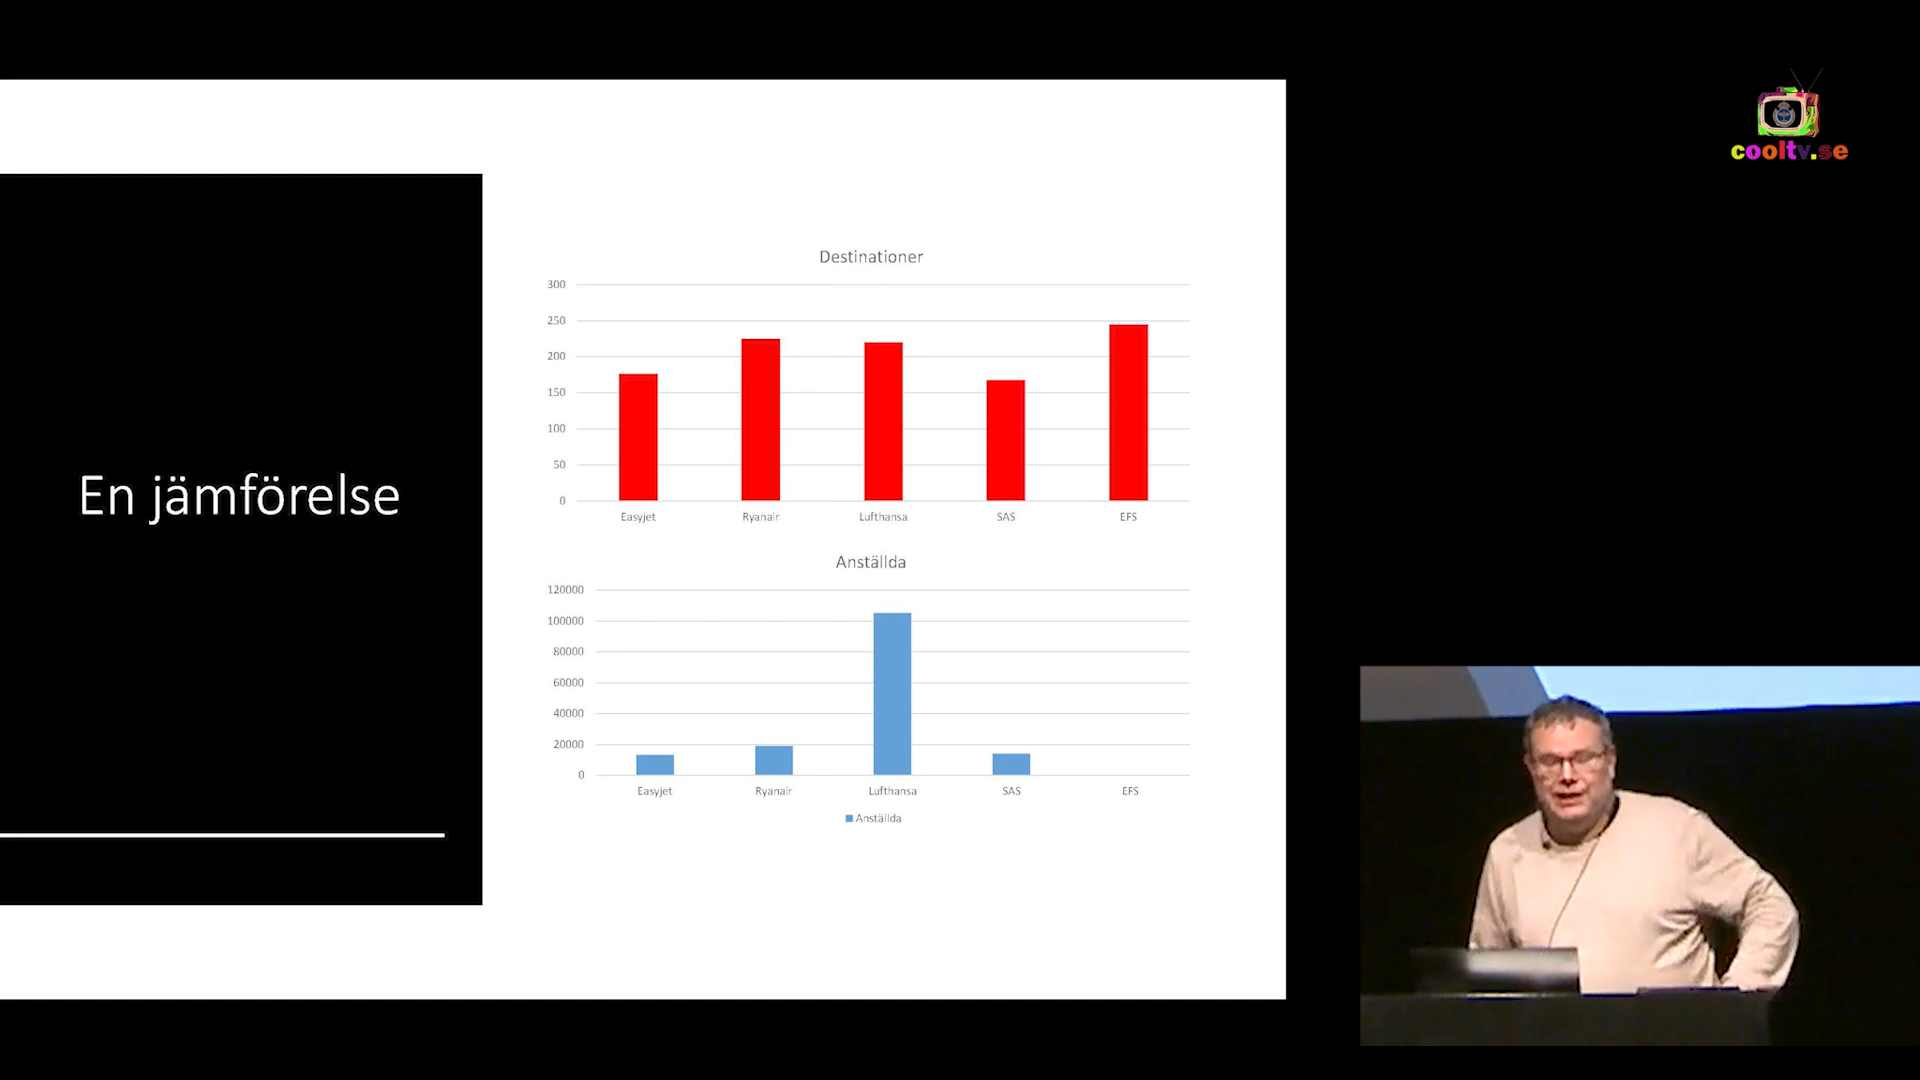 cooltv.se
En jämförelse
Destinationer
300
250
200
150
100
50
0
Easyjet Ryanair Lufthansa SAS EFS
Anställda
120000
100000
80000
60000
40000
20000
0
Easyjet Ryanair Lufthansa SAS EFS
Anställda